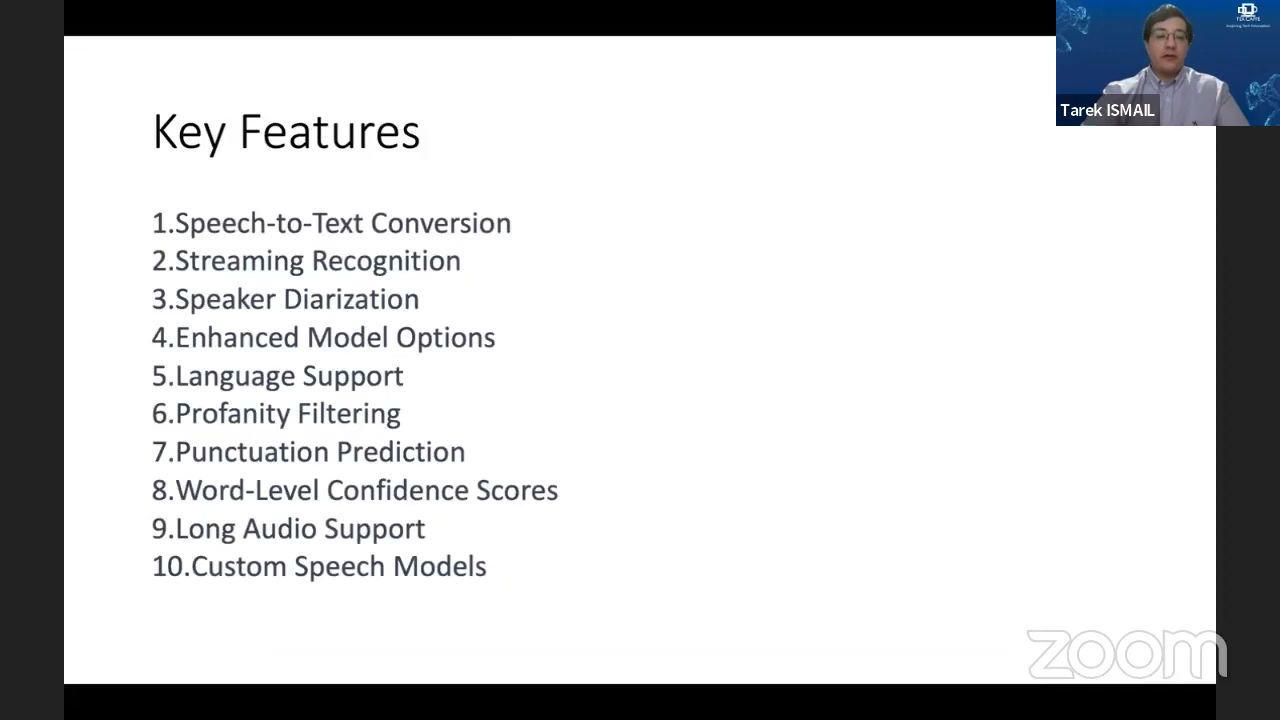 Key Features
1.Speech-to-Text Conversion
2.Streaming Recognition
3.Speaker Diarization
4.Enhanced Model Options
5.Language Support
6.Profanity Filtering
7.Punctuation Prediction
8.Word-Level Confidence Scores
9.Long Audio Support
10.Custom Speech Models
Tarek ISMAIL
zoom